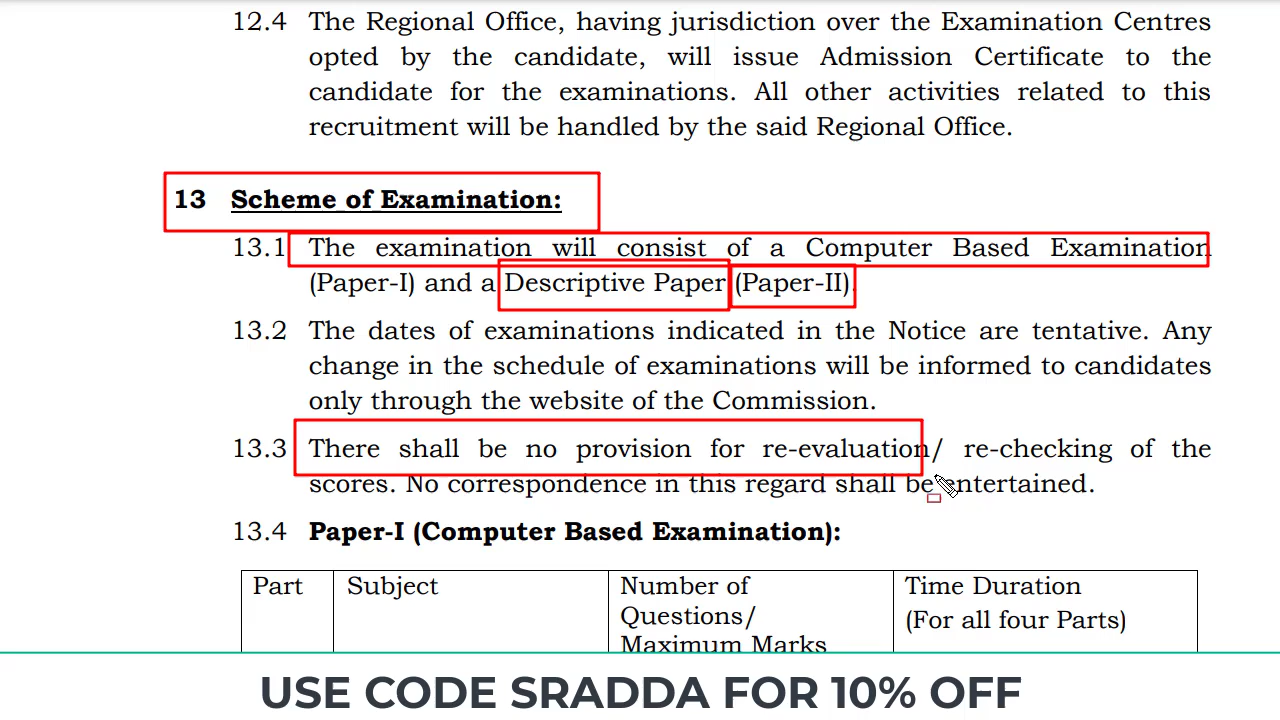 12.4 The Regional Office, having jurisdiction over the Examination Centres
opted by the candidate, will issue Admission Certificate to the
candidate for the examinations. All other activities related to this
recruitment will be handled by the said Regional Office.
13 Scheme of Examination:
13.1 The examination will consist of a Computer Based Examination
(Paper-I) and a Descriptive Paper (Paper-II).
13.2 The dates of examinations indicated in the Notice are tentative. Any
change in the schedule of examinations will be informed to candidates
only through the website of the Commission.
13.3 There shall be no provision for re-evaluation/ re-checking of the
scores. No correspondence in this regard shall be entertained.
13.4 Paper-I (Computer Based Examination):
Part Subject Number of Time Duration
Questions/ (For all four Parts)
Maximum Marks
USE CODE SRADDA FOR 10% OFF